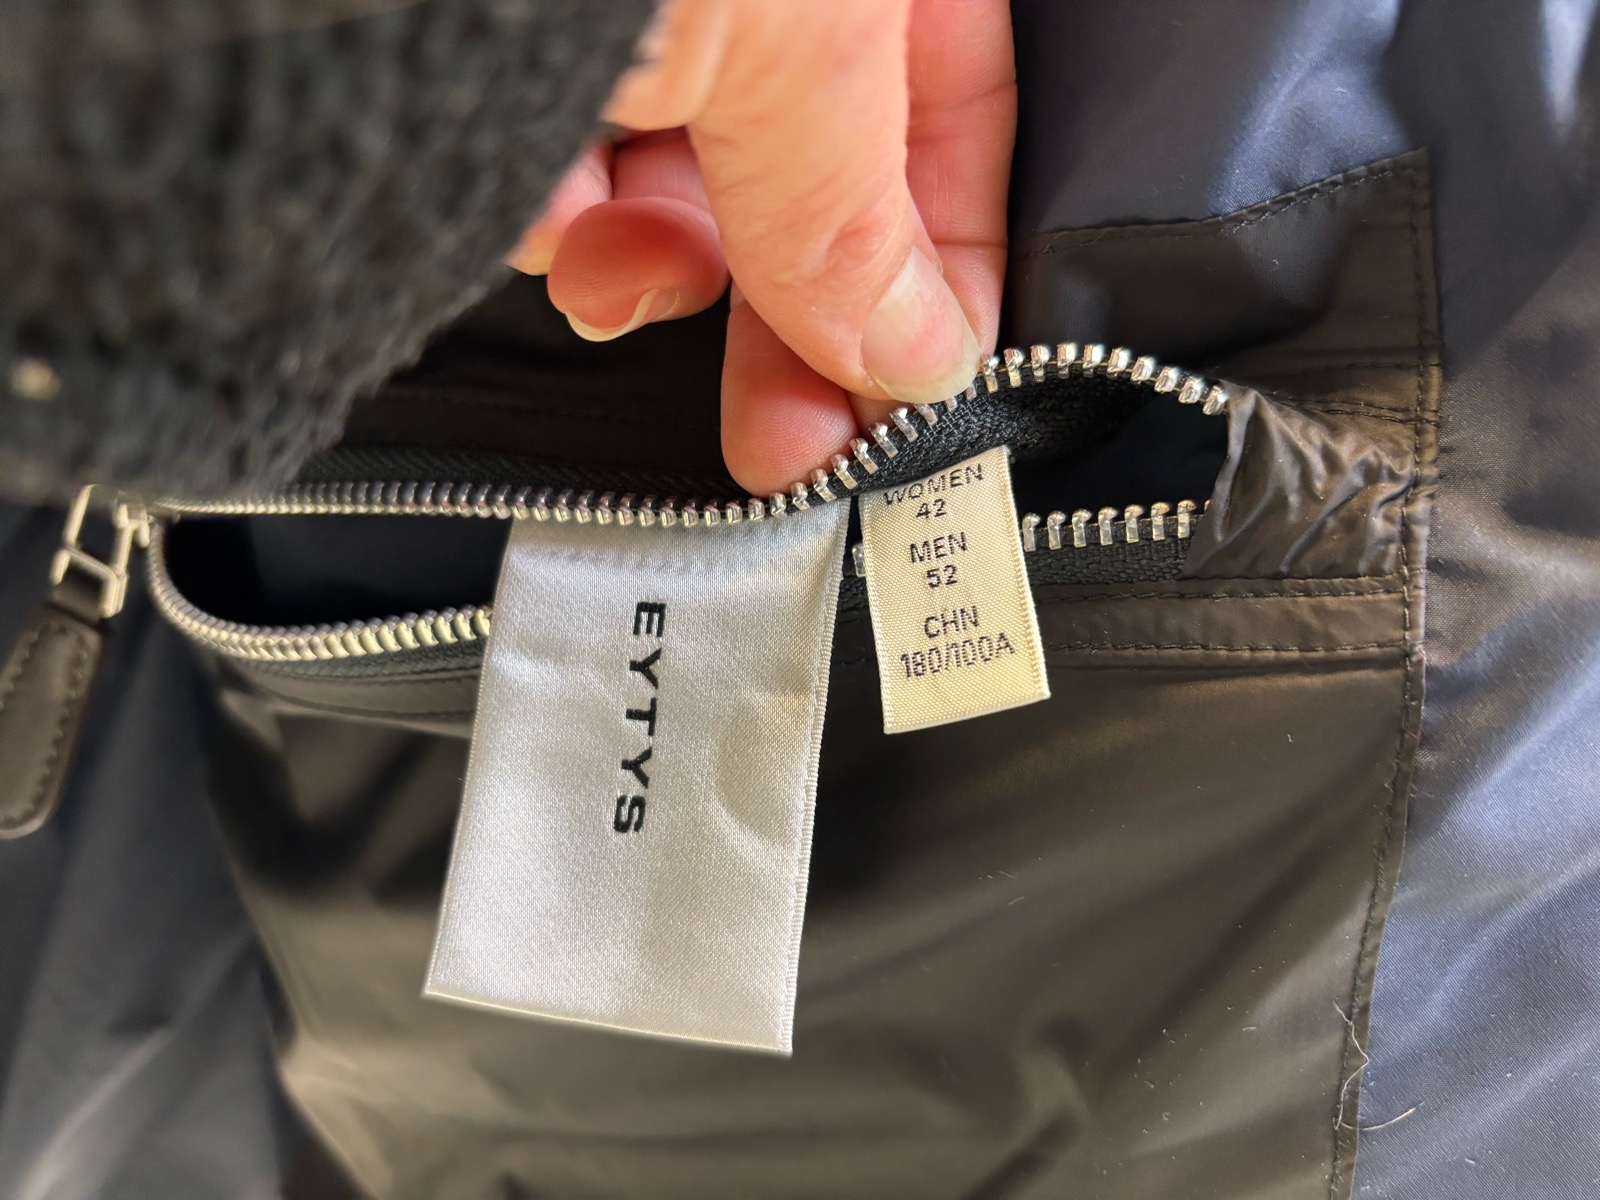 EYTYS
WOMEN
42
MEN
52
CHN
180/100A